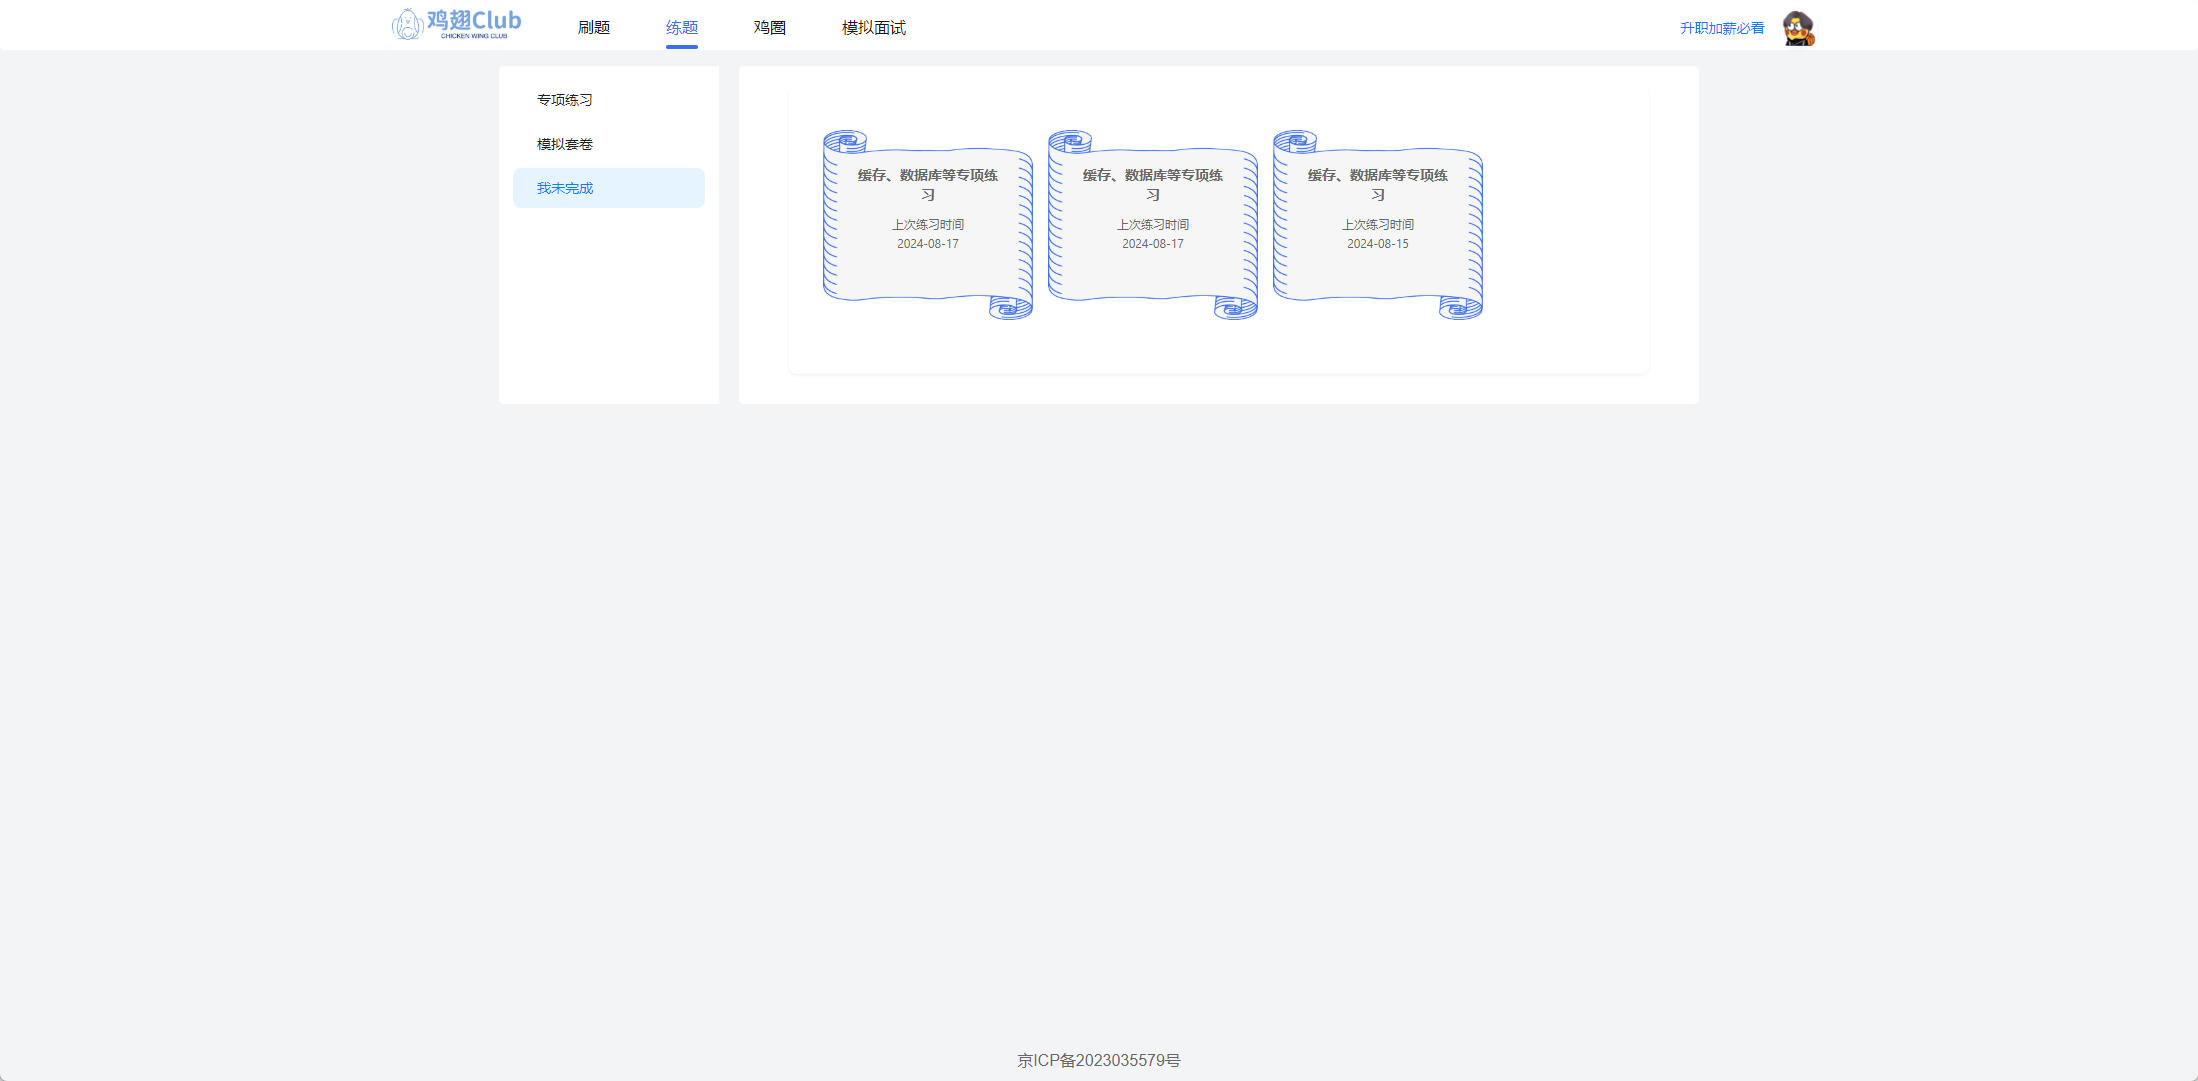 鸡翅Club
CHICKEN WING CLUB
刷题
练题
鸡圈
模拟面试
升职加薪必看
专项练习
模拟套卷
我未完成
缓存、数据库等专项练
习
上次练习时间
2024-08-17
缓存、数据库等专项练
习
上次练习时间
2024-08-17
缓存、数据库等专项练
习
上次练习时间
2024-08-15
京ICP备2023035579号